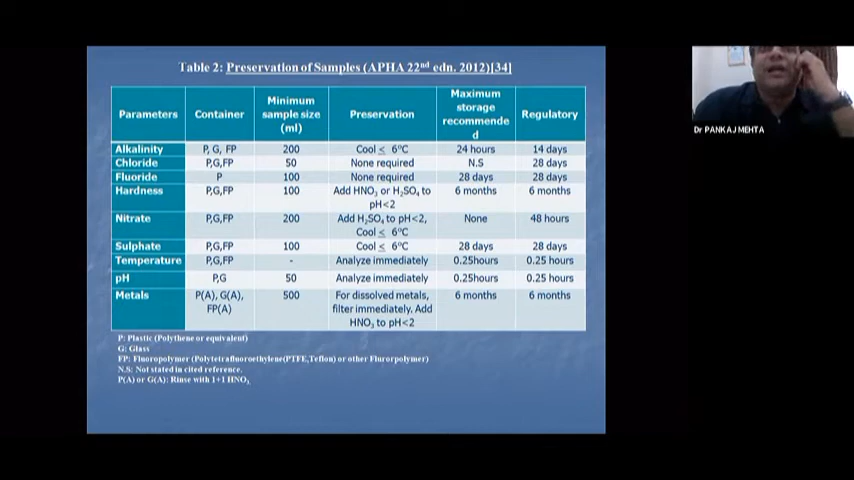 Table 2: Preservation of Samples (APHA 22nd edn. 2012)[34]
Parameters Container Minimum sample size (ml) Preservation Maximum storage recommende d Regulatory
Alkalinity P, G, FP 200 Cool ≤ 6°C 24 hours 14 days
Chloride P,G,FP 50 None required N.S 28 days
Fluoride P 100 None required 28 days 28 days
Hardness P,G,FP 100 Add HNO3 or H2SO4 to pH<2 6 months 6 months
Nitrate P,G,FP 200 Add H2SO4 to pH<2, Cool ≤ 6°C None 48 hours
Sulphate P,G,FP 100 Cool ≤ 6°C 28 days 28 days
Temperature P,G,FP - Analyze immediately 0.25hours 0.25 hours
pH P,G 50 Analyze immediately 0.25hours 0.25 hours
Metals P(A), G(A), FP(A) 500 For dissolved metals, filter immediately. Add HNO3 to pH<2 6 months 6 months
P: Plastic (Polythene or equivalent)
G: Glass
FP: Fluoropolymer (Polytetrafluoroethylene(PTFE,Teflon) or other Flurorpolymer)
N.S: Not stated in cited reference.
P(A) or G(A): Rinse with 1+1 HNO3
Dr PANKAJ MEHTA